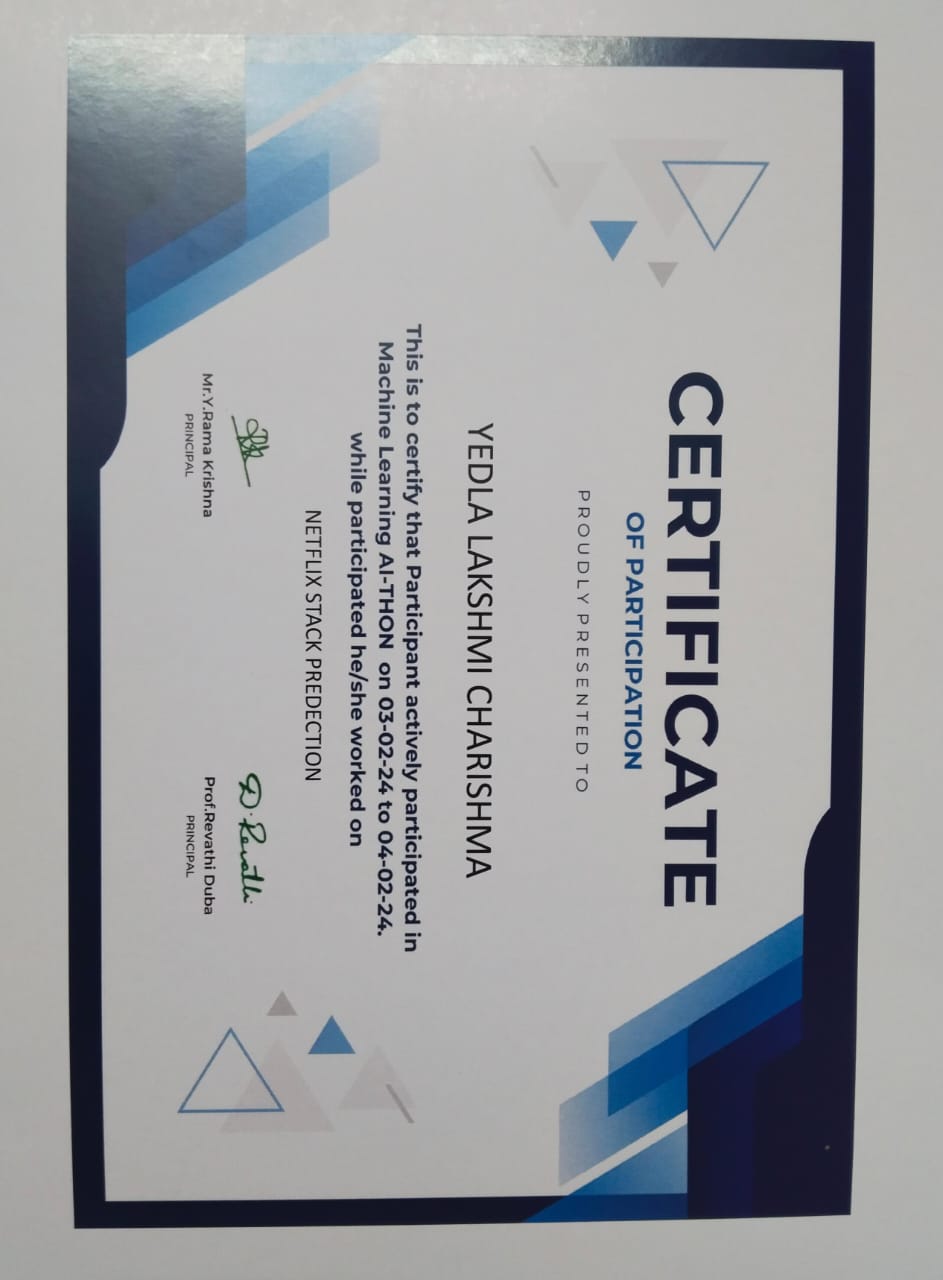 CERTIFICATE
OF PARTICIPATION
PROUDLY PRESENTED TO
YEDLA LAKSHMI CHARISHMA
This is to certify that Participant actively participated in
Machine Learning AI-THON on 03-02-24 to 04-02-24.
while participated he/she worked on
NETFLIX STACK PREDECTION
D. Revathi
Mr.Y.Rama Krishna
Prof.Revathi Duba
PRINCIPAL
PRINCIPAL